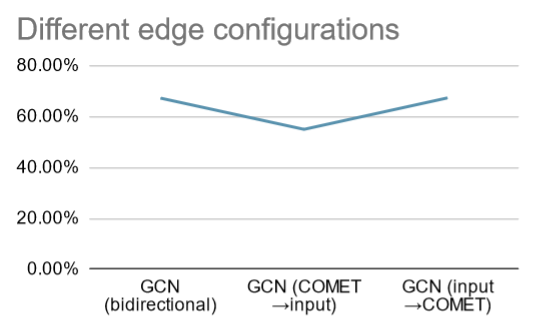 Different edge configurations
80.00%
60.00%
40.00%
20.00%
0.00%
GCN
(bidirectional)
GCN (COMET
→input)
GCN (input
→COMET)